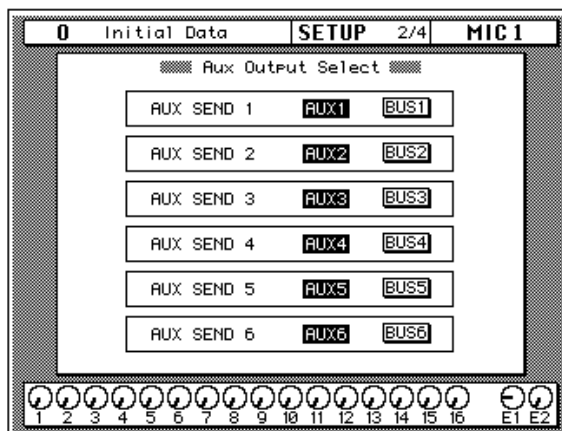 0 Initial Data SETUP 2/4 MIC 1
Aux Output Select
AUX SEND 1 AUX1 BUS1
AUX SEND 2 AUX2 BUS2
AUX SEND 3 AUX3 BUS3
AUX SEND 4 AUX4 BUS4
AUX SEND 5 AUX5 BUS5
AUX SEND 6 AUX6 BUS6
1 2 3 4 5 6 7 8 9 10 11 12 13 14 15 16 E1 E2